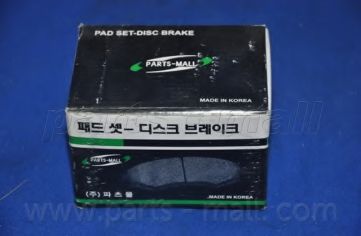 PAD SET-DISC BRAKE
PARTS-MALL
MADE IN KOREA
패드 셋- 디스크 브레이크
PARTS-MALL
(주) 파 츠 몰
MADE IN KOREA
www.parts-mall.com